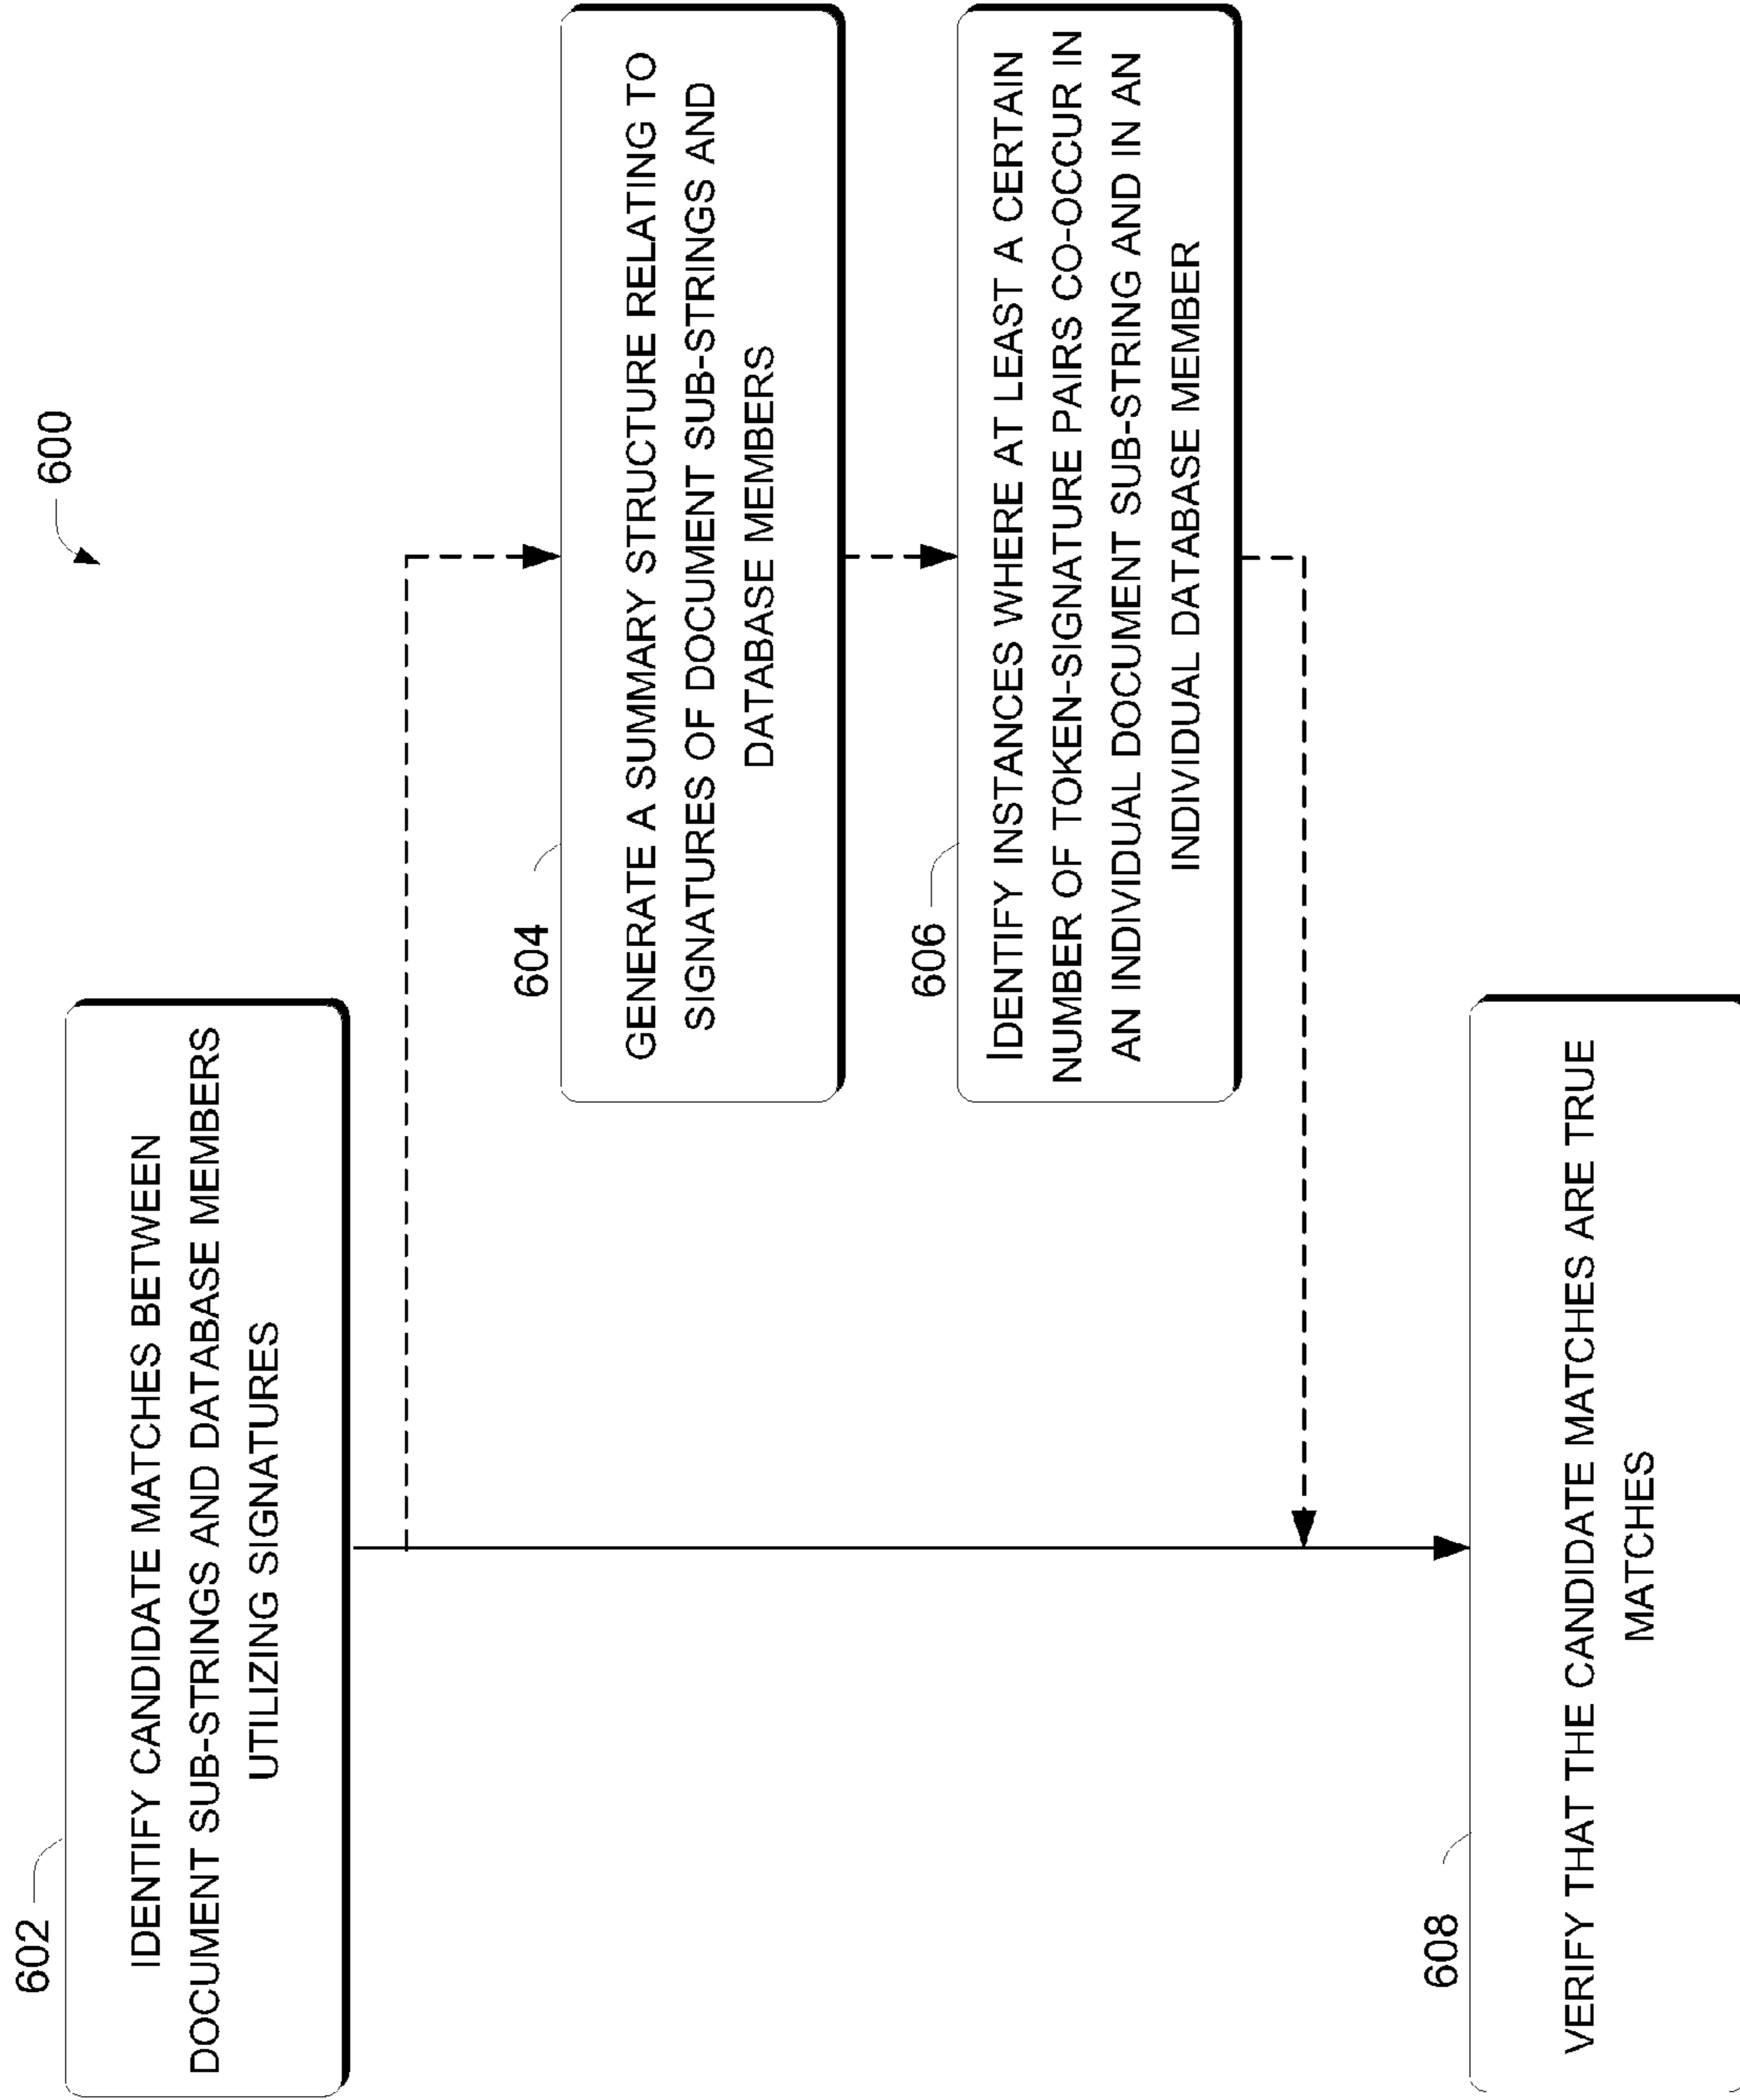 600
602
IDENTIFY CANDIDATE MATCHES BETWEEN
DOCUMENT SUB-STRINGS AND DATABASE MEMBERS
UTILIZING SIGNATURES
604
GENERATE A SUMMARY STRUCTURE RELATING TO
SIGNATURES OF DOCUMENT SUB-STRINGS AND
DATABASE MEMBERS
606
IDENTIFY INSTANCES WHERE AT LEAST A CERTAIN
NUMBER OF TOKEN-SIGNATURE PAIRS CO-OCCUR IN
AN INDIVIDUAL DOCUMENT SUB-STRING AND IN AN
INDIVIDUAL DATABASE MEMBER
608
VERIFY THAT THE CANDIDATE MATCHES ARE TRUE
MATCHES